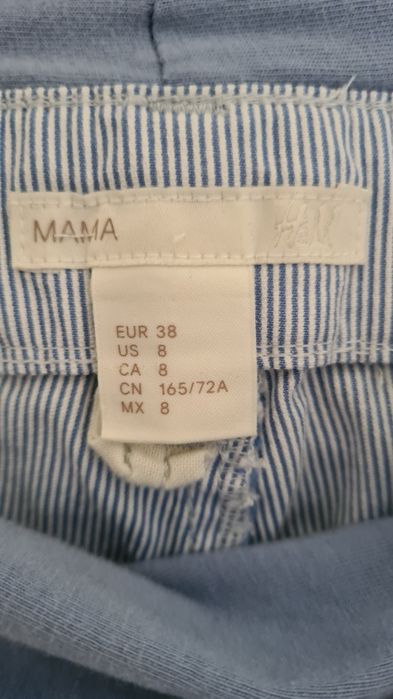 MAMA H&M
EUR 38
US 8
CA 8
CN 165/72A
MX 8